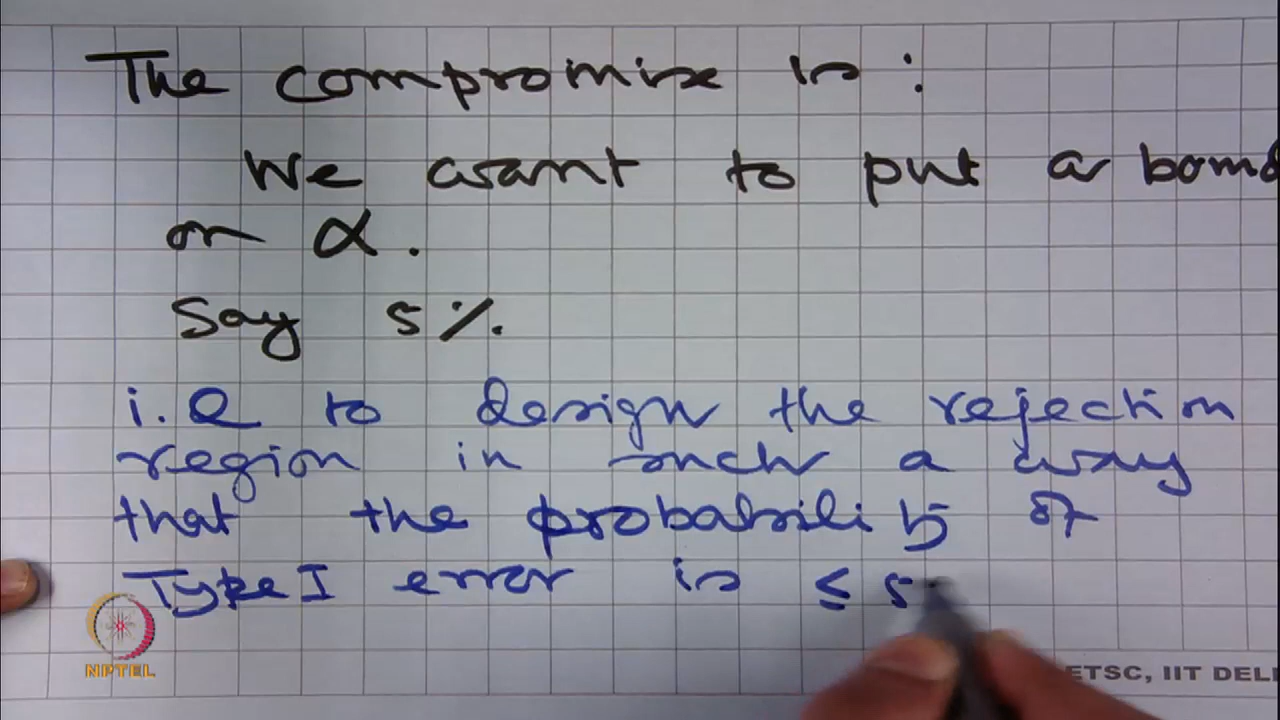 The compromise is :
We want to put a bound
on α.
Say 5%.
i.e to design the rejection
region in such a way
that the probability of
Type I error is ≤ 5
NPTEL
ETSC, IIT DEL